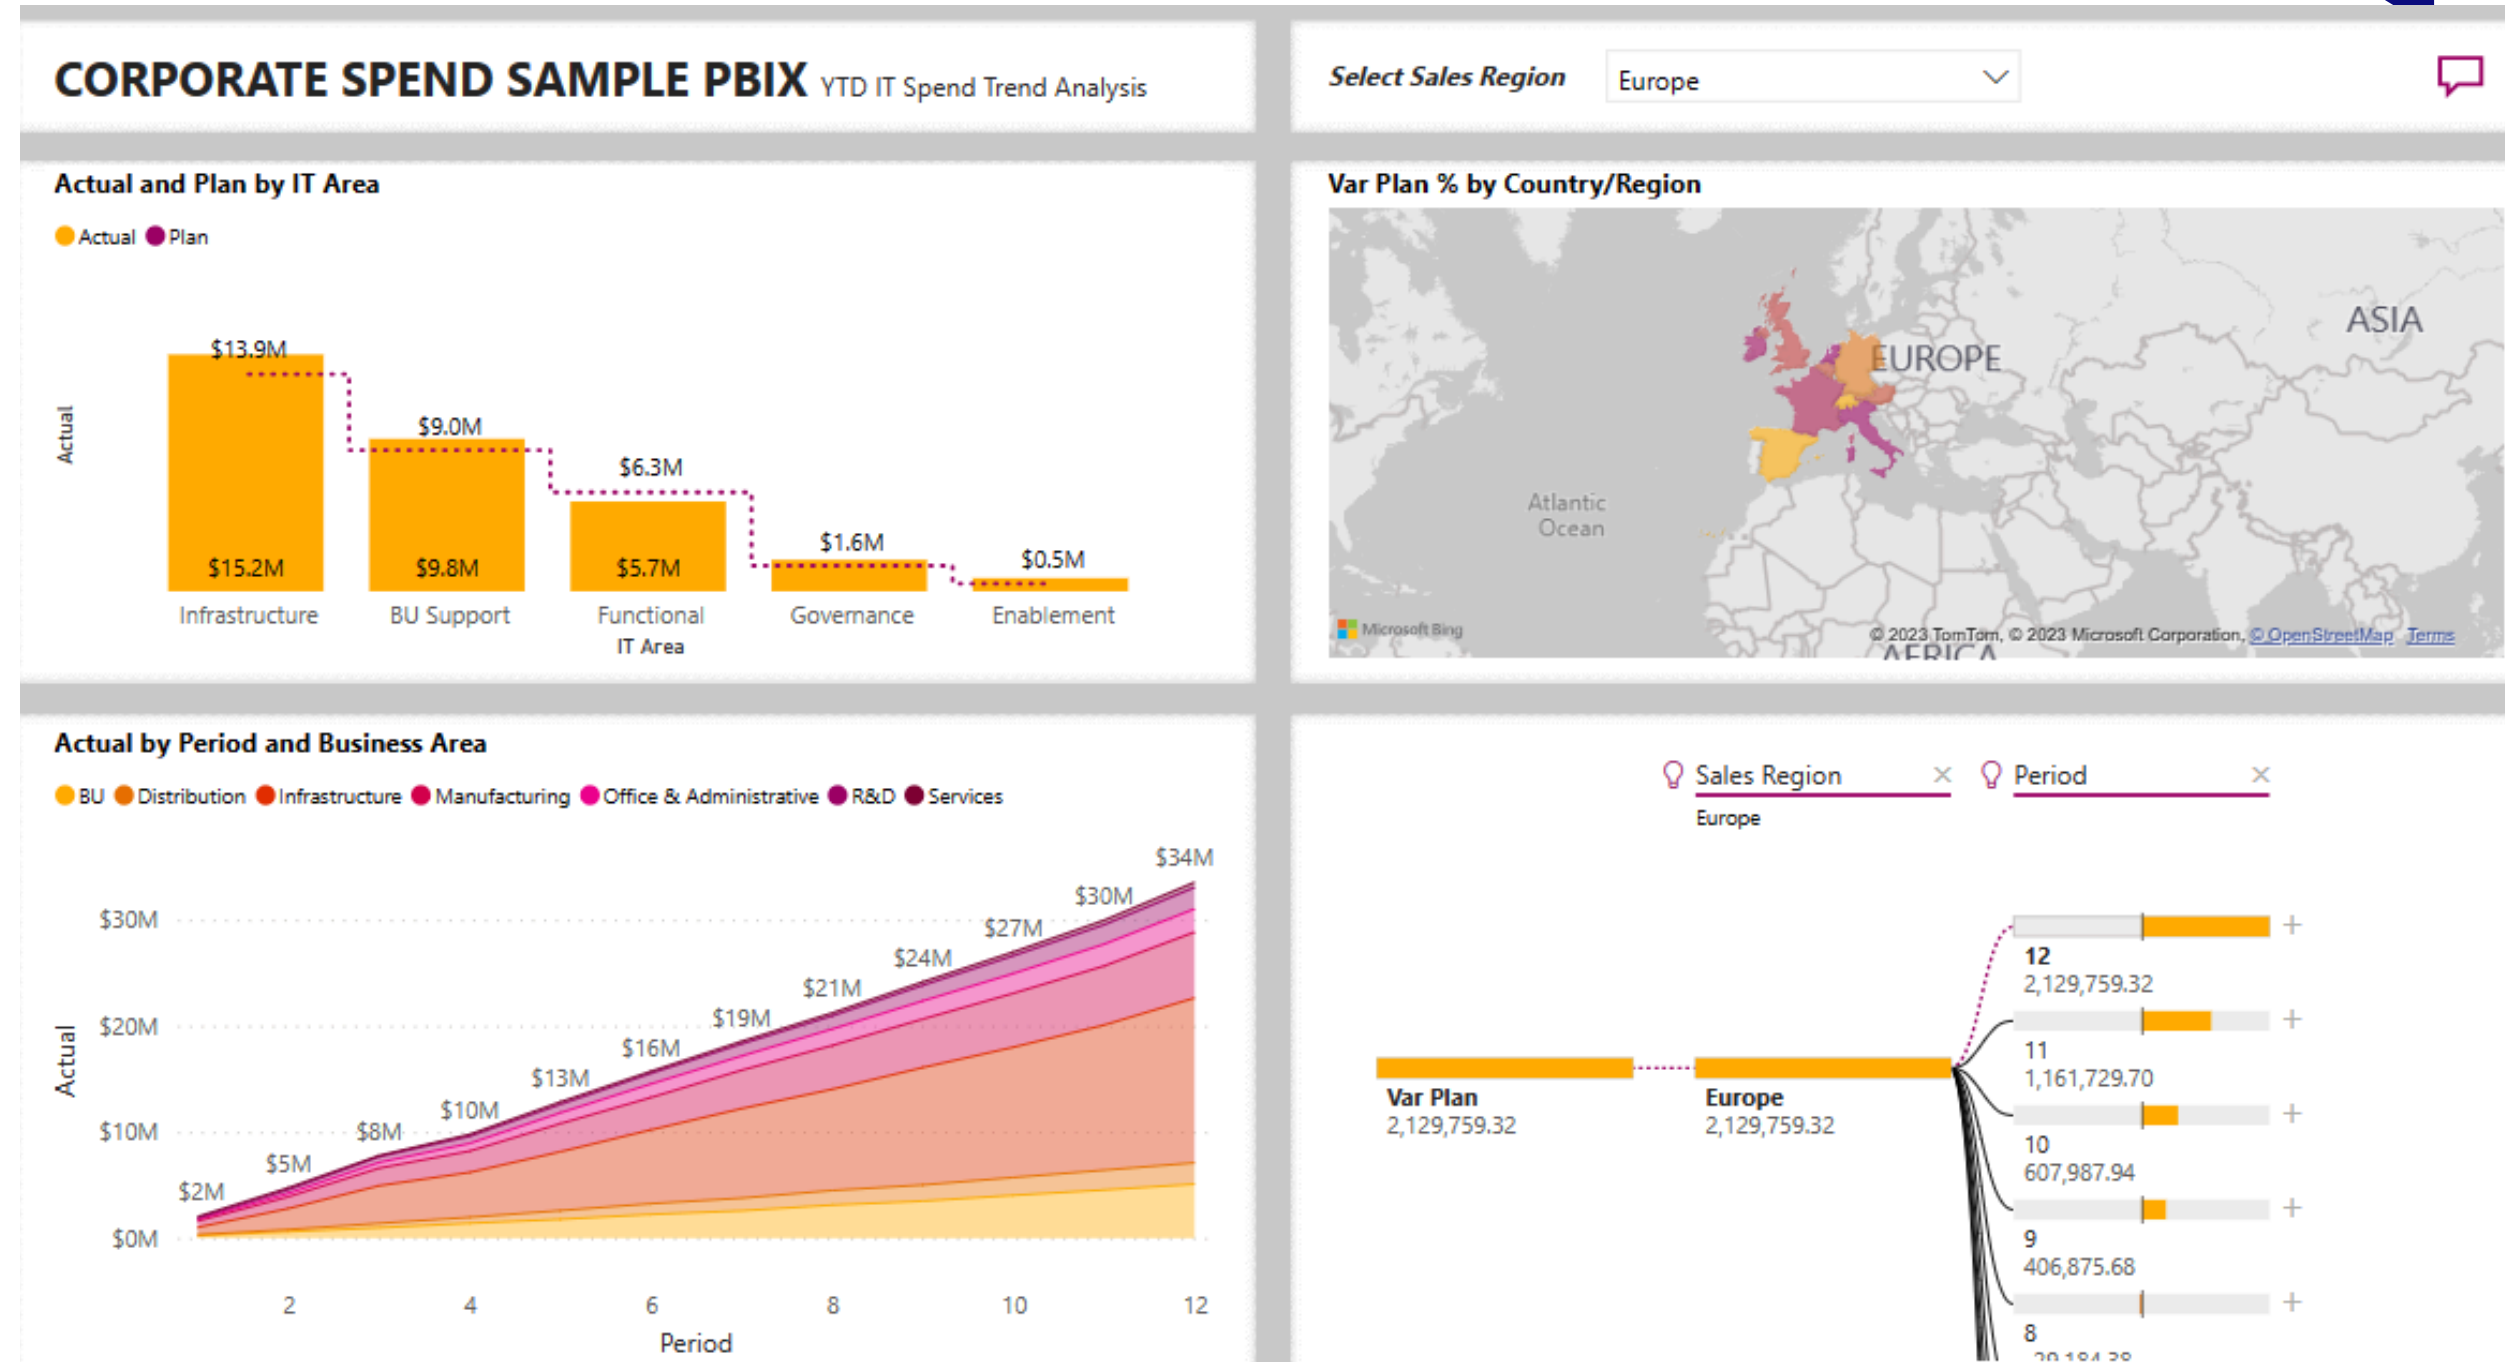 CORPORATE SPEND SAMPLE PBIX YTD IT Spend Trend Analysis
Select Sales Region Europe
Actual and Plan by IT Area
Actual Plan
$13.9M
$9.0M
$6.3M
$1.6M
$0.5M
$15.2M $9.8M $5.7M
Actual
Infrastructure BU Support Functional Governance Enablement
IT Area
Var Plan % by Country/Region
ASIA
EUROPE
Atlantic
Ocean
Microsoft Bing
© 2023 TomTom, © 2023 Microsoft Corporation, © OpenStreetMap Terms
AFRICA
Actual by Period and Business Area
BU Distribution Infrastructure Manufacturing Office & Administrative R&D Services
$34M
$30M
$27M
$24M
$21M
$19M
$16M
$13M
$10M
$8M
$5M
$2M
$30M
$20M
$10M
$0M
Actual
2 4 6 8 10 12
Period
Sales Region Period
Europe
Var Plan
2,129,759.32
Europe
2,129,759.32
12
2,129,759.32
11
1,161,729.70
10
607,987.94
9
406,875.68
8